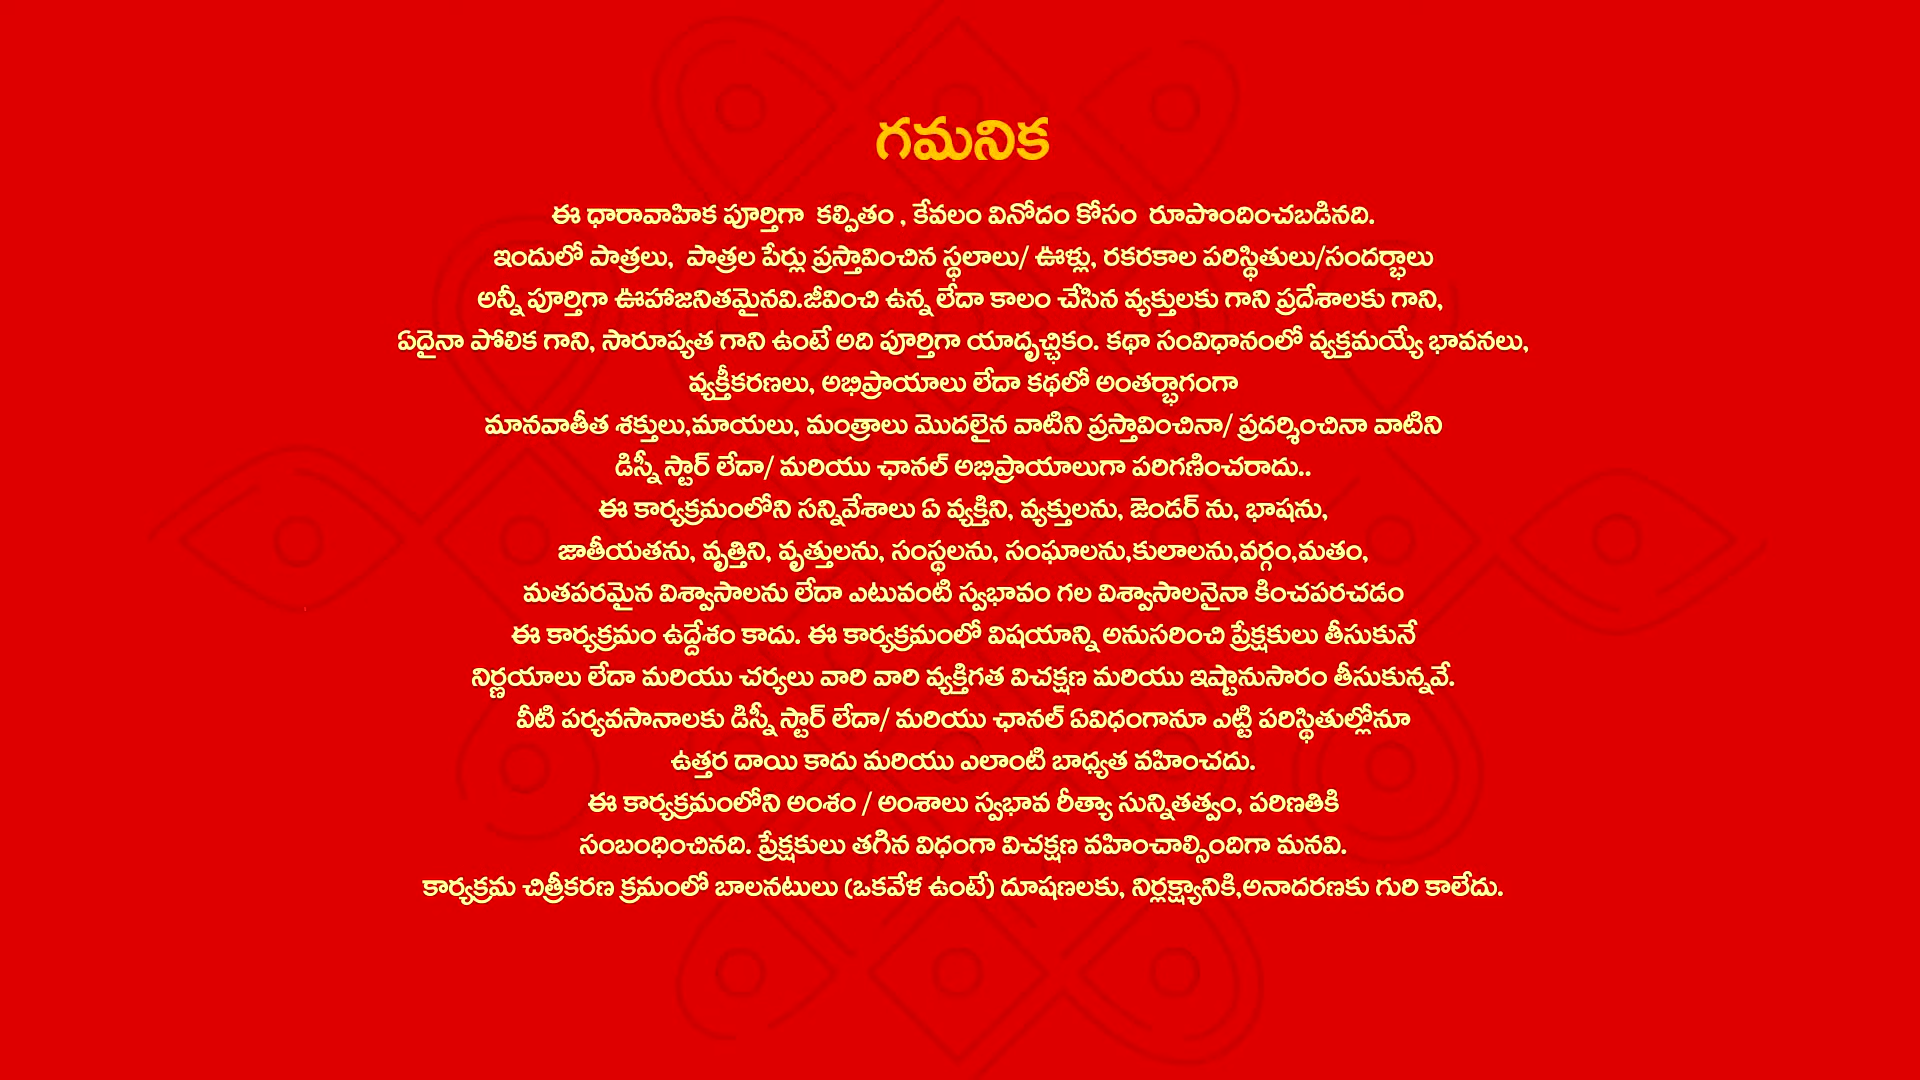 గమనిక
ఈ ధారావాహిక పూర్తిగా కల్పితం , కేవలం వినోదం కోసం రూపొందించబడినది.
ఇందులో పాత్రలు, పాత్రల పేర్లు ప్రస్తావించిన స్థలాలు/ ఊళ్లు, రకరకాల పరిస్థితులు/సందర్భాలు
అన్నీ పూర్తిగా ఊహాజనితమైనవి.జీవించి ఉన్న లేదా కాలం చేసిన వ్యక్తులకు గాని ప్రదేశాలకు గాని,
ఏదైనా పోలిక గాని, సారూప్యత గాని ఉంటే అది పూర్తిగా యాదృచ్ఛికం. కథా సంవిధానంలో వ్యక్తమయ్యే భావనలు,
వ్యక్తీకరణలు, అభిప్రాయాలు లేదా కథలో అంతర్భాగంగా
మానవాతీత శక్తులు,మాయలు, మంత్రాలు మొదలైన వాటిని ప్రస్తావించినా/ ప్రదర్శించినా వాటిని
డిస్నీ స్టార్ లేదా/ మరియు ఛానల్ అభిప్రాయాలుగా పరిగణించరాదు..
ఈ కార్యక్రమంలోని సన్నివేశాలు ఏ వ్యక్తిని, వ్యక్తులను, జెండర్ ను, భాషను,
జాతీయతను, వృత్తిని, వృత్తులను, సంస్థలను, సంఘాలను,కులాలను,వర్గం,మతం,
మతపరమైన విశ్వాసాలను లేదా ఎటువంటి స్వభావం గల విశ్వాసాలనైనా కించపరచడం
ఈ కార్యక్రమం ఉద్దేశం కాదు. ఈ కార్యక్రమంలో విషయాన్ని అనుసరించి ప్రేక్షకులు తీసుకునే
నిర్ణయాలు లేదా మరియు చర్యలు వారి వారి వ్యక్తిగత విచక్షణ మరియు ఇష్టానుసారం తీసుకున్నవే.
వీటి పర్యవసానాలకు డిస్నీ స్టార్ లేదా/ మరియు ఛానల్ ఏవిధంగానూ ఎట్టి పరిస్థితుల్లోనూ
ఉత్తర దాయి కాదు మరియు ఎలాంటి బాధ్యత వహించదు.
ఈ కార్యక్రమంలోని అంశం / అంశాలు స్వభావ రీత్యా సున్నితత్వం, పరిణతికి
సంబంధించినది. ప్రేక్షకులు తగిన విధంగా విచక్షణ వహించాల్సిందిగా మనవి.
కార్యక్రమ చిత్రీకరణ క్రమంలో బాలనటులు (ఒకవేళ ఉంటే) దూషణలకు, నిర్లక్ష్యానికి,అనాదరణకు గురి కాలేదు.